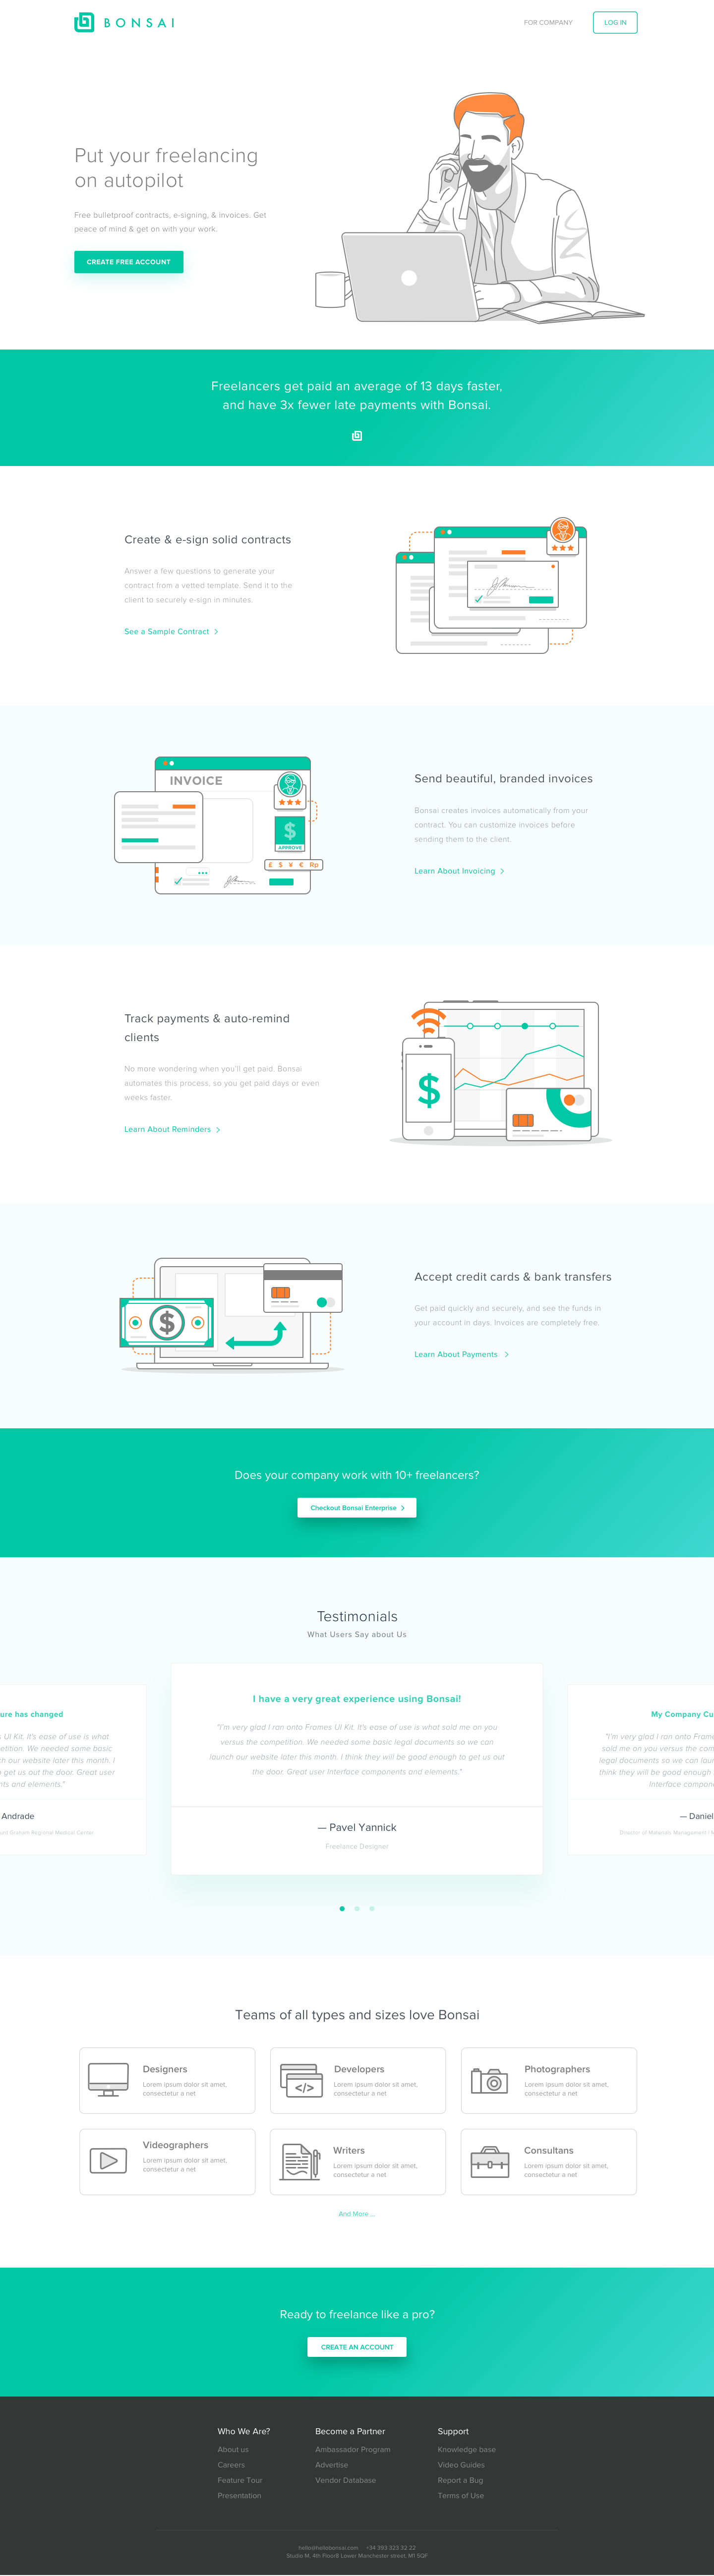 BONSAI
FOR COMPANY
LOG IN
Put your freelancing
on autopilot
Free bulletproof contracts, e-signing, & invoices. Get
peace of mind & get on with your work.
CREATE FREE ACCOUNT
Freelancers get paid an average of 13 days faster,
and have 3x fewer late payments with Bonsai.
Create & e-sign solid contracts
Answer a few questions to generate your
contract from a vetted template. Send it to the
client to securely e-sign in minutes.
See a Sample Contract
INVOICE
$
APPROVE
£ $ ¥ € Rp
Send beautiful, branded invoices
Bonsai creates invoices automatically from your
contract. You can customize invoices before
sending them to the client.
Learn About Invoicing
Track payments & auto-remind
clients
No more wondering when you'll get paid. Bonsai
automates this process, so you get paid days or even
weeks faster.
Learn About Reminders
$
$
Accept credit cards & bank transfers
Get paid quickly and securely, and see the funds in
your account in days. Invoices are completely free.
Learn About Payments
Does your company work with 10+ freelancers?
Checkout Bonsai Enterprise
Testimonials
What Users Say about Us
ure has changed
s UI Kit. It's ease of use is what
etition. We needed some basic
ch our website later this month. I
get us out the door. Great user
nts and elements."
Andrade
unt Graham Regional Medical Center
I have a very great experience using Bonsai!
"I'm very glad I ran onto Frames UI Kit. It's ease of use is what sold me on you
versus the competition. We needed some basic legal documents so we can
launch our website later this month. I think they will be good enough to get us out
the door. Great user Interface components and elements."
— Pavel Yannick
Freelance Designer
My Company Cu
"I'm very glad I ran onto Frame
sold me on you versus the com
legal documents so we can lau
think they will be good enough
Interface compone
— Daniel
Director of Materials Management |
Teams of all types and sizes love Bonsai
Designers
Lorem ipsum dolor sit amet,
consectetur a net
Developers
Lorem ipsum dolor sit amet,
consectetur a net
</>
Photographers
Lorem ipsum dolor sit amet,
consectetur a net
Videographers
Lorem ipsum dolor sit amet,
consectetur a net
Writers
Lorem ipsum dolor sit amet,
consectetur a net
Consultans
Lorem ipsum dolor sit amet,
consectetur a net
And More ...
Ready to freelance like a pro?
CREATE AN ACCOUNT
Who We Are?
About us
Careers
Feature Tour
Presentation
Become a Partner
Ambassador Program
Advertise
Vendor Database
Support
Knowledge base
Video Guides
Report a Bug
Terms of Use
hello@hellobonsai.com +34 393 323 32 22
Studio M, 4th Floor8 Lower Manchester street, M1 5QF